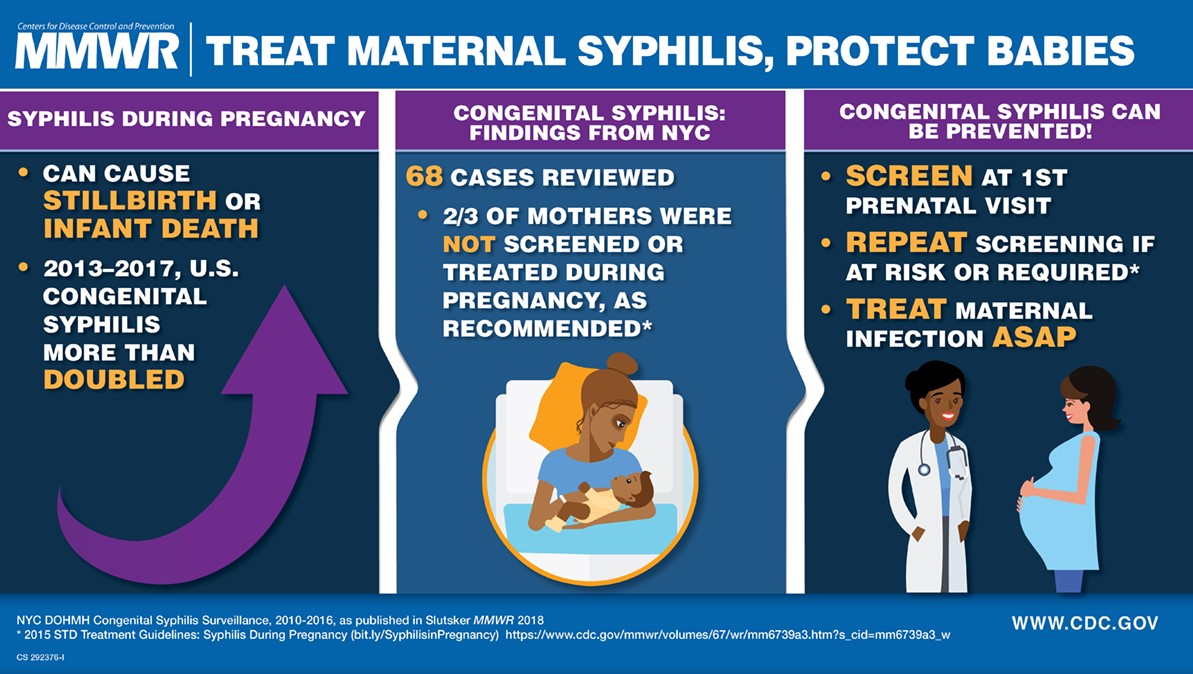 Centers for Disease Control and Prevention
MMWR
TREAT MATERNAL SYPHILIS, PROTECT BABIES
SYPHILIS DURING PREGNANCY
• CAN CAUSE
STILLBIRTH OR
INFANT DEATH
• 2013–2017, U.S.
CONGENITAL
SYPHILIS
MORE THAN
DOUBLED
CONGENITAL SYPHILIS:
FINDINGS FROM NYC
68 CASES REVIEWED
• 2/3 OF MOTHERS WERE
NOT SCREENED OR
TREATED DURING
PREGNANCY, AS
RECOMMENDED*
CONGENITAL SYPHILIS CAN
BE PREVENTED!
• SCREEN AT 1ST
PRENATAL VISIT
• REPEAT SCREENING IF
AT RISK OR REQUIRED*
• TREAT MATERNAL
INFECTION ASAP
NYC DOHMH Congenital Syphilis Surveillance, 2010-2016, as published in Slutsker MMWR 2018
* 2015 STD Treatment Guidelines: Syphilis During Pregnancy (bit.ly/SyphilisinPregnancy) https://www.cdc.gov/mmwr/volumes/67/wr/mm6739a3.htm?s_cid=mm6739a3_w
WWW.CDC.GOV
CS 292376-I